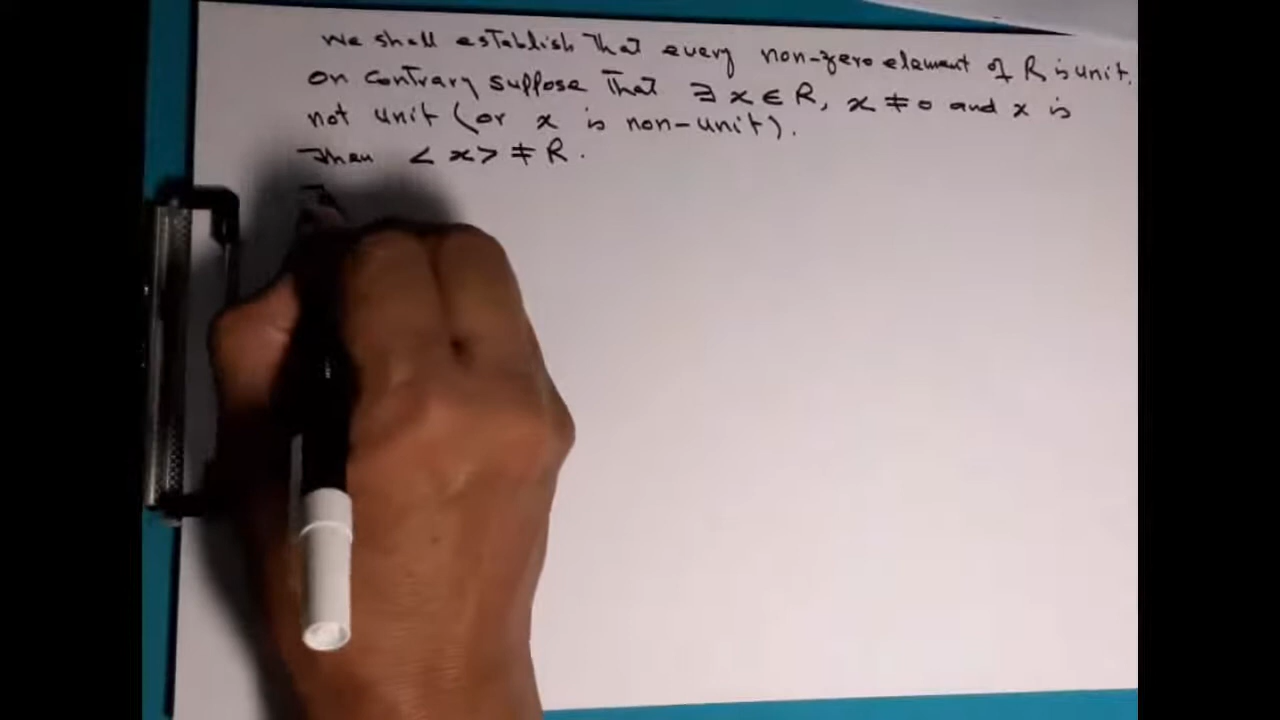 We shall establish that every non-zero element of R is unit.
On contrary suppose that ∃ x ∈ R, x ≠ 0 and x is
not unit (or x is non-unit).
Then < x > ≠ R.